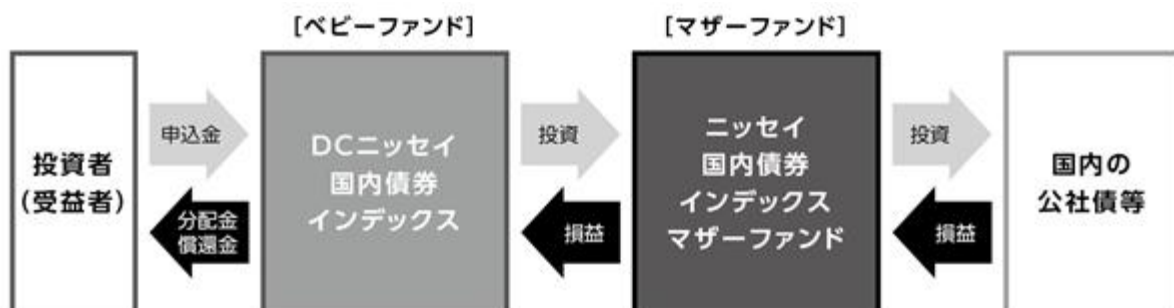 [ベビーファンド]
[マザーファンド]
投資者
(受益者)
申込金
分配金
償還金
DCニッセイ
国内債券
インデックス
投資
損益
ニッセイ
国内債券
インデックス
マザーファンド
投資
損益
国内の
公社債等